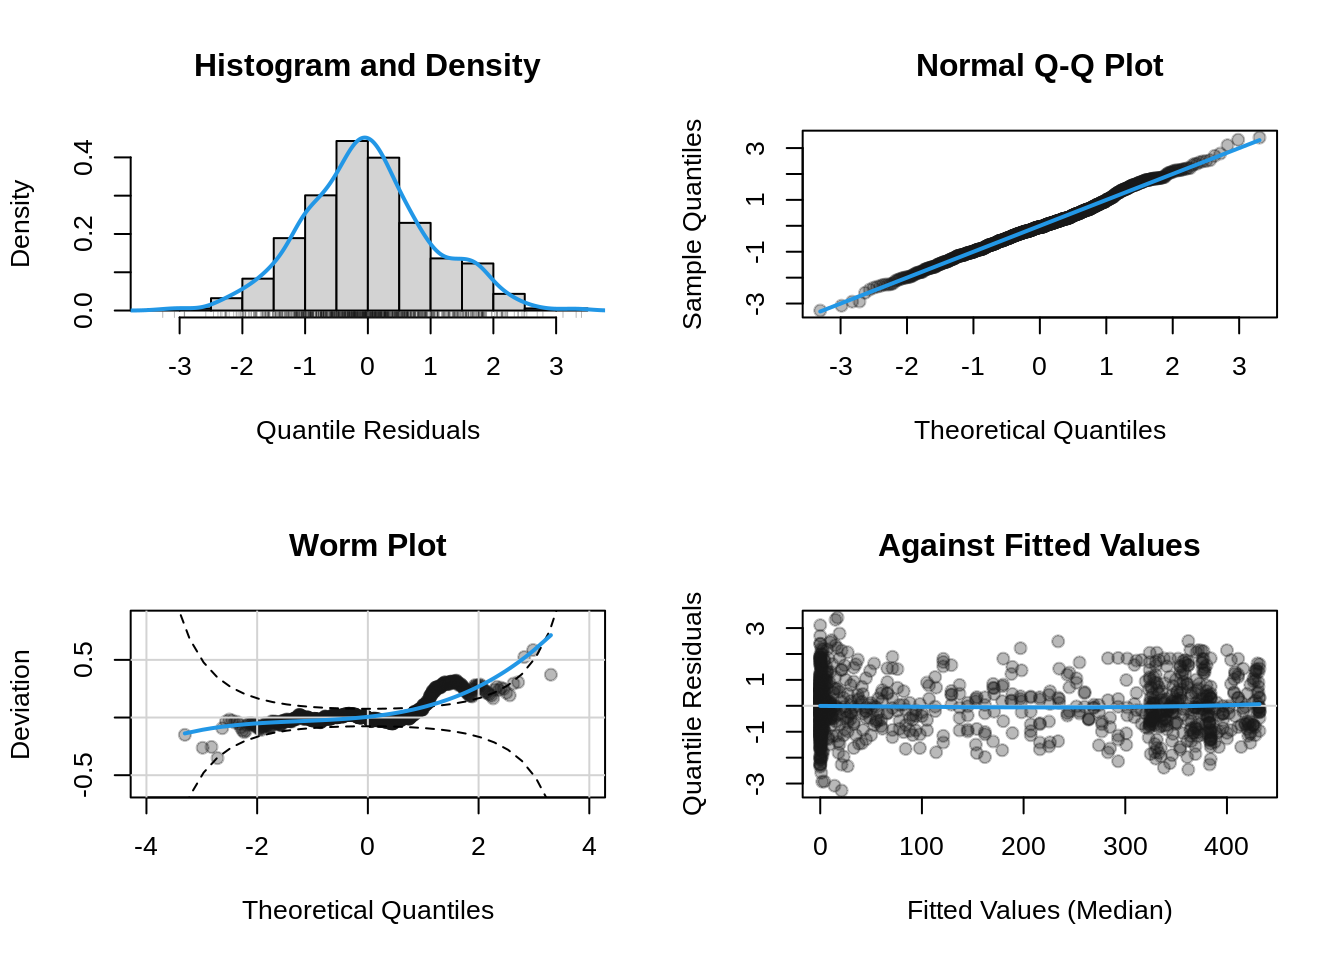 Histogram and Density
Density
0.0 0.2 0.4
-3 -2 -1 0 1 2 3
Quantile Residuals
Normal Q-Q Plot
Sample Quantiles
-3 -1 1 3
-3 -2 -1 0 1 2 3
Theoretical Quantiles
Worm Plot
Deviation
-0.5 0.5
-4 -2 0 2 4
Theoretical Quantiles
Against Fitted Values
Quantile Residuals
-3 -1 1 3
0 100 200 300 400
Fitted Values (Median)